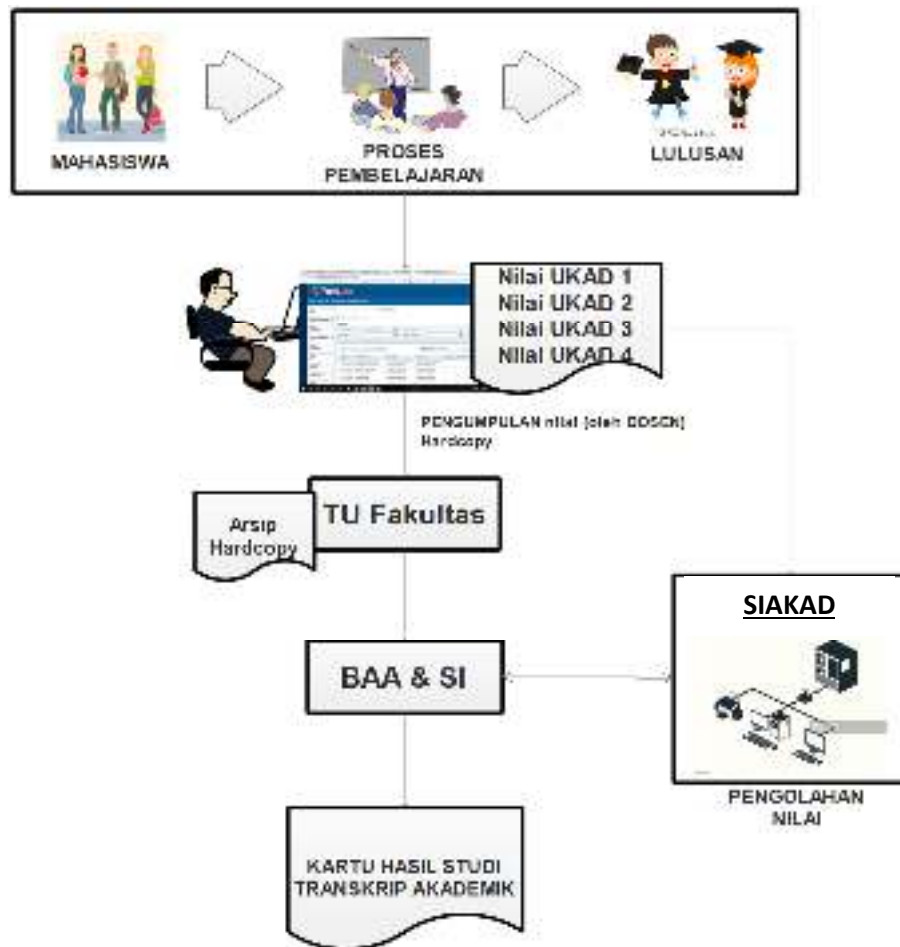 MAHASISWA
PROSES
PEMBELAJARAN
LULUSAN
Nilai UKAD 1
Nilai UKAD 2
Nilai UKAD 3
Nilai UKAD 4
PENGUMPULAN nilai (oleh DOSEN)
Hardcopy
TU Fakultas
Arsip
Hardcopy
SIAKAD
BAA & SI
PENGOLAHAN
NILAI
KARTU HASIL STUDI
TRANSKRIP AKADEMIK